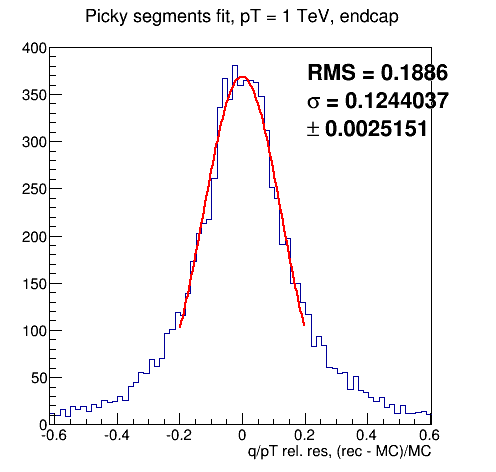 Picky segments fit, pT = 1 TeV, endcap
RMS = 0.1886
σ = 0.1244037
± 0.0025151
400
350
300
250
200
150
100
50
0
-0.6 -0.4 -0.2 0 0.2 0.4 0.6
q/pT rel. res, (rec - MC)/MC